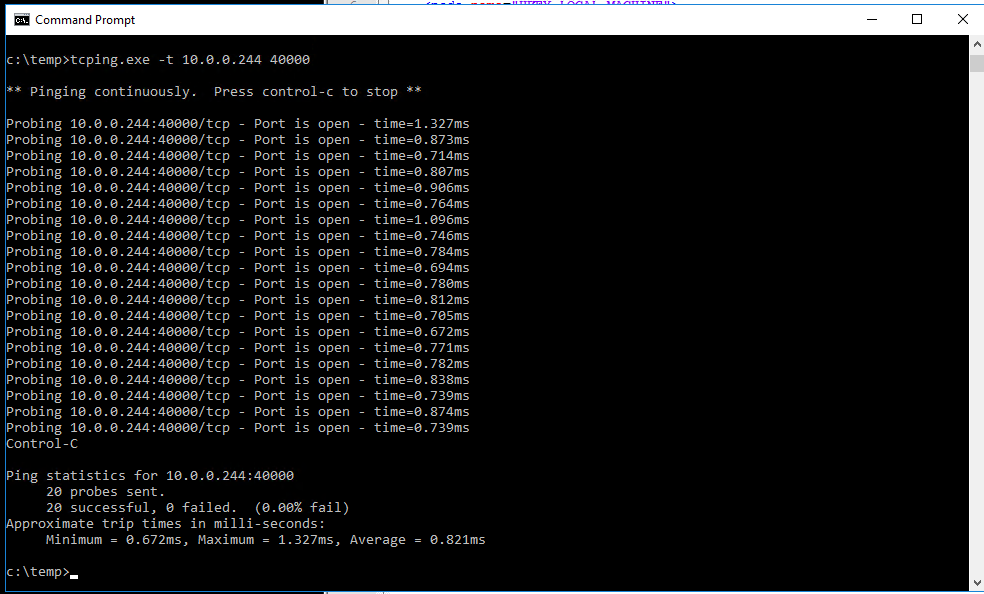 <node name="HKEY_LOCAL_MACHINE">
Command Prompt
c:\temp>tcping.exe -t 10.0.0.244 40000
** Pinging continuously.  Press control-c to stop **
Probing 10.0.0.244:40000/tcp - Port is open - time=1.327ms
Probing 10.0.0.244:40000/tcp - Port is open - time=0.873ms
Probing 10.0.0.244:40000/tcp - Port is open - time=0.714ms
Probing 10.0.0.244:40000/tcp - Port is open - time=0.807ms
Probing 10.0.0.244:40000/tcp - Port is open - time=0.906ms
Probing 10.0.0.244:40000/tcp - Port is open - time=0.764ms
Probing 10.0.0.244:40000/tcp - Port is open - time=1.096ms
Probing 10.0.0.244:40000/tcp - Port is open - time=0.746ms
Probing 10.0.0.244:40000/tcp - Port is open - time=0.784ms
Probing 10.0.0.244:40000/tcp - Port is open - time=0.694ms
Probing 10.0.0.244:40000/tcp - Port is open - time=0.780ms
Probing 10.0.0.244:40000/tcp - Port is open - time=0.812ms
Probing 10.0.0.244:40000/tcp - Port is open - time=0.705ms
Probing 10.0.0.244:40000/tcp - Port is open - time=0.672ms
Probing 10.0.0.244:40000/tcp - Port is open - time=0.771ms
Probing 10.0.0.244:40000/tcp - Port is open - time=0.782ms
Probing 10.0.0.244:40000/tcp - Port is open - time=0.838ms
Probing 10.0.0.244:40000/tcp - Port is open - time=0.739ms
Probing 10.0.0.244:40000/tcp - Port is open - time=0.874ms
Probing 10.0.0.244:40000/tcp - Port is open - time=0.739ms
Control-C
Ping statistics for 10.0.0.244:40000
     20 probes sent.
     20 successful, 0 failed.  (0.00% fail)
Approximate trip times in milli-seconds:
     Minimum = 0.672ms, Maximum = 1.327ms, Average = 0.821ms
c:\temp>